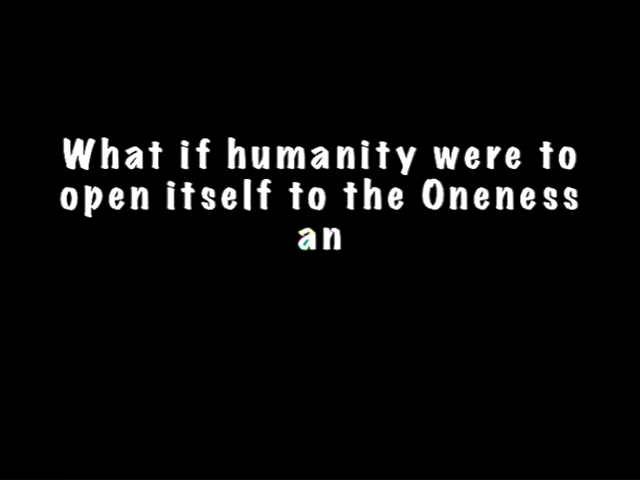 What if humanity were to
open itself to the Oneness
an